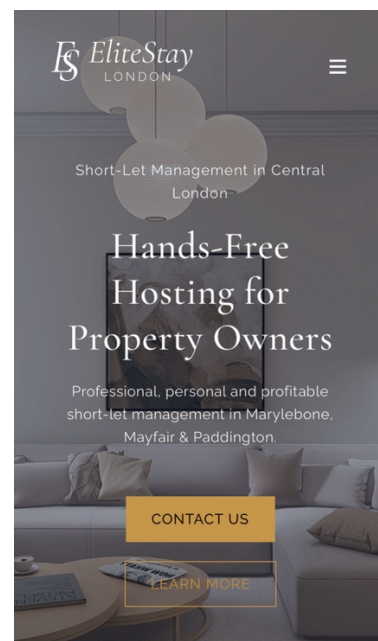 ES EliteStay
LONDON
Short-Let Management in Central
London
Hands-Free
Hosting for
Property Owners
Professional, personal and profitable
short-let management in Marylebone,
Mayfair & Paddington.
CONTACT US
LEARN MORE